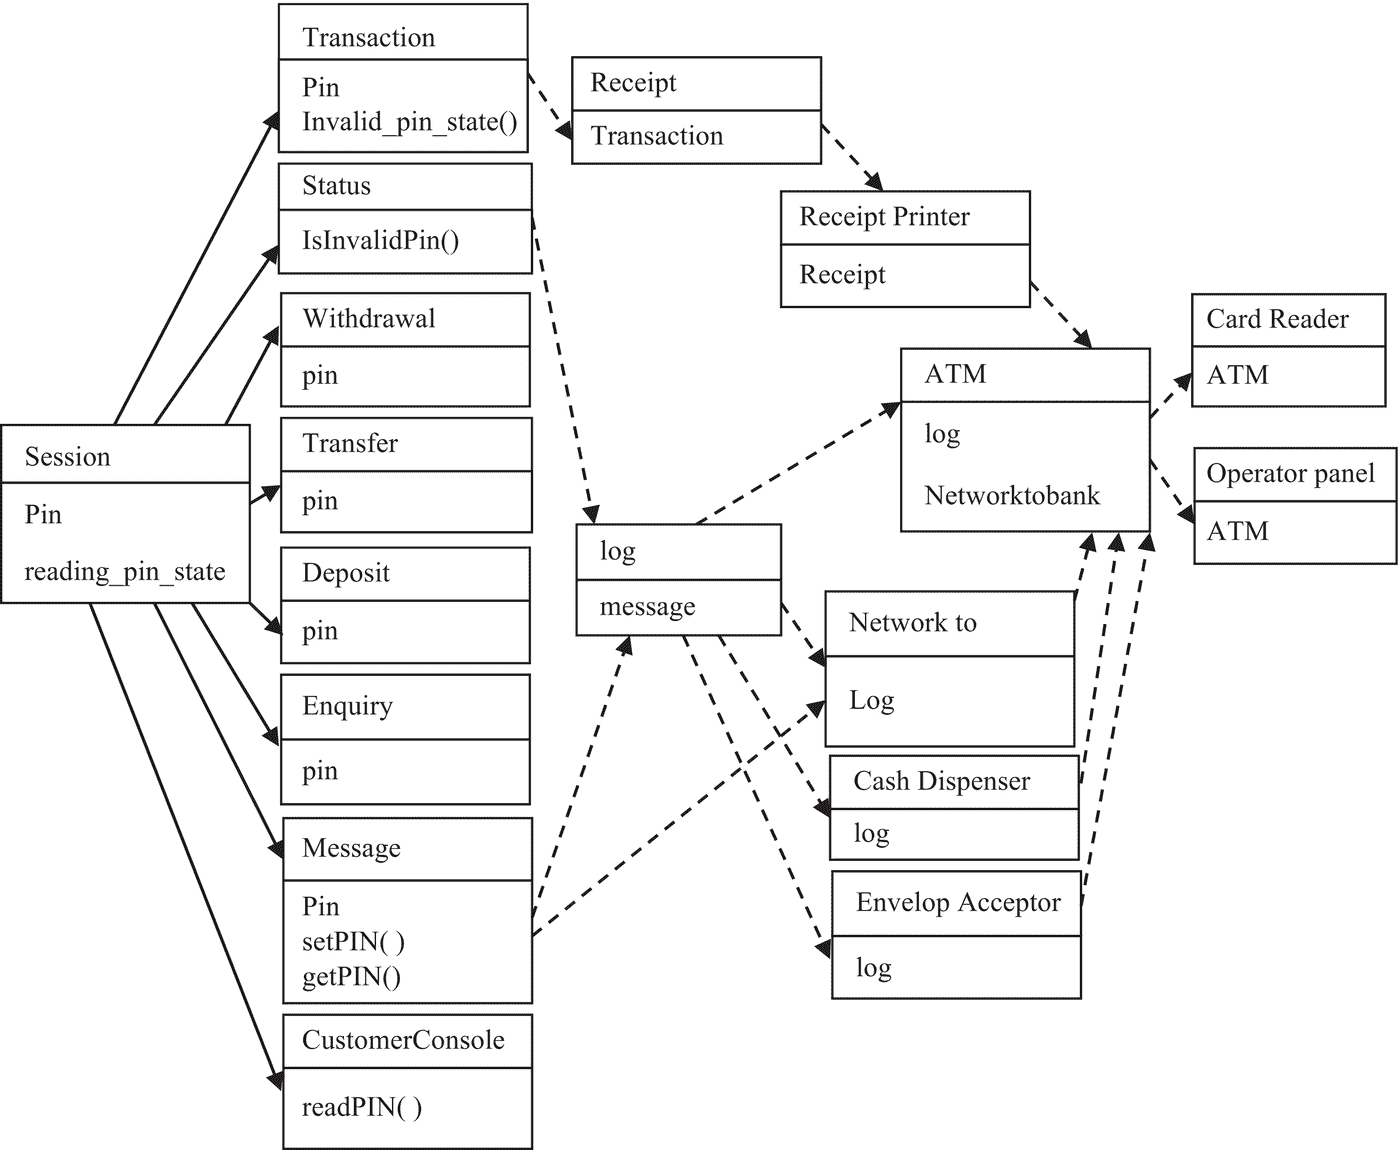 Transaction
Pin
Invalid_pin_state()
Receipt
Transaction
Status
IsInvalidPin()
Receipt Printer
Receipt
Withdrawal
pin
Card Reader
ATM
ATM
log
Networktobank
Transfer
pin
Session
Pin
reading_pin_state
Operator panel
ATM
log
message
Deposit
pin
Network to
Log
Enquiry
pin
Cash Dispenser
log
Message
Pin
setPIN( )
getPIN()
Envelop Acceptor
log
CustomerConsole
readPIN( )